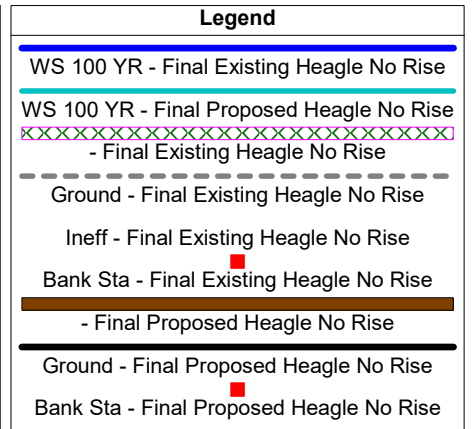 Legend
WS 100 YR - Final Existing Heagle No Rise
WS 100 YR - Final Proposed Heagle No Rise
- Final Existing Heagle No Rise
Ground - Final Existing Heagle No Rise
Ineff - Final Existing Heagle No Rise
Bank Sta - Final Existing Heagle No Rise
- Final Proposed Heagle No Rise
Ground - Final Proposed Heagle No Rise
Bank Sta - Final Proposed Heagle No Rise